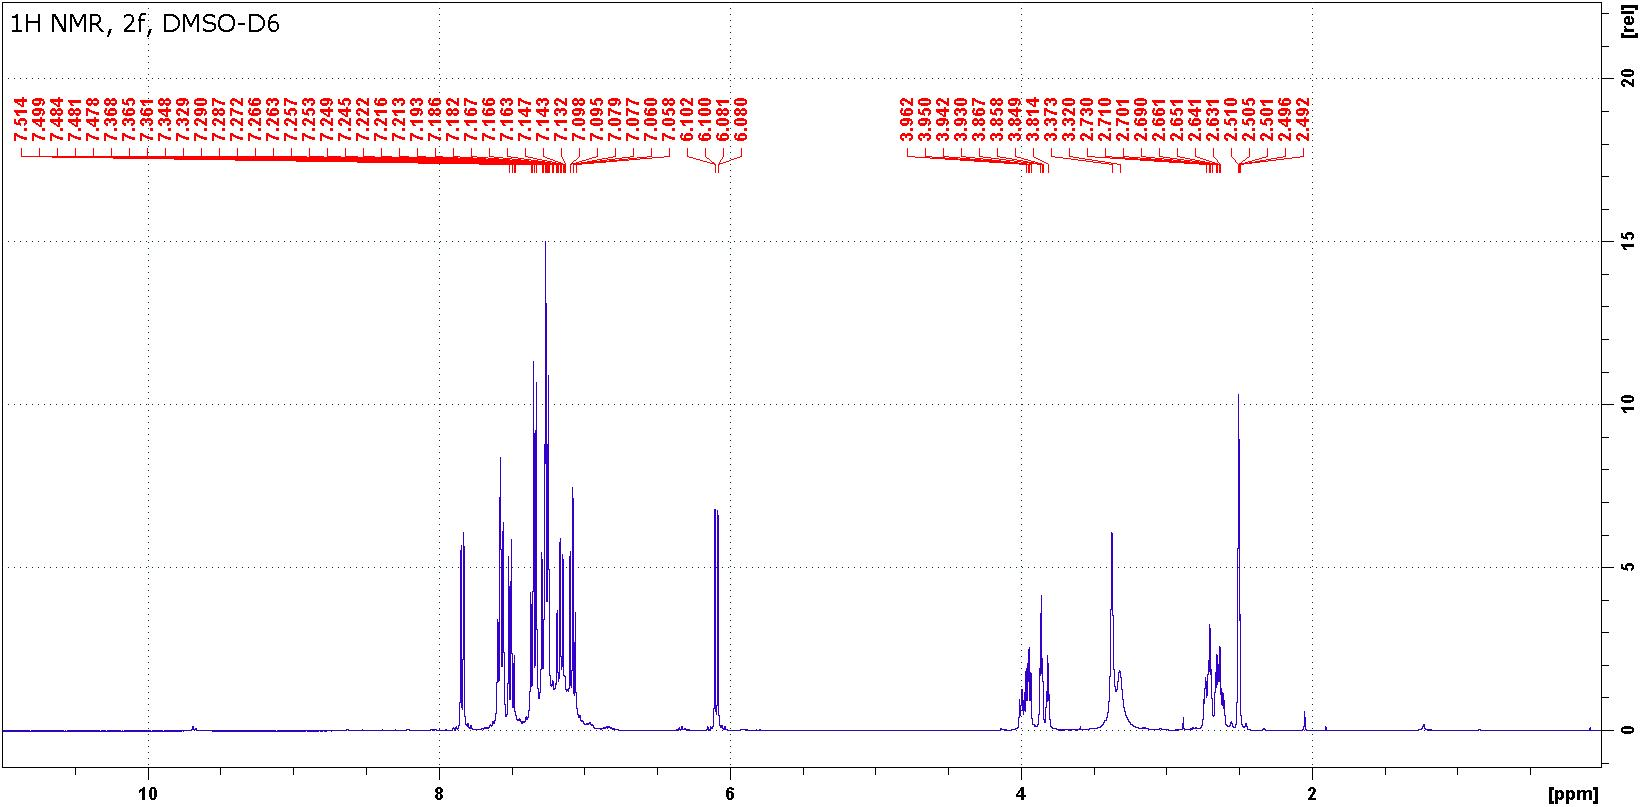 1H NMR, 2f, DMSO-D6
[rel]
7.514 7.499 7.484 7.481 7.478 7.368 7.365 7.361 7.348 7.329 7.290 7.287 7.272 7.266 7.263 7.257 7.253 7.249 7.245 7.222 7.216 7.213 7.193 7.186 7.182 7.167 7.166 7.163 7.147 7.143 7.132 7.098 7.095 7.079 7.077 7.060 7.058 6.102 6.100 6.081 6.080 3.962 3.950 3.942 3.930 3.867 3.858 3.849 3.814 3.373 3.320 2.730 2.710 2.701 2.690 2.661 2.651 2.641 2.631 2.510 2.505 2.501 2.496 2.492
20
15
10
5
0
10 8 6 4 2 [ppm]